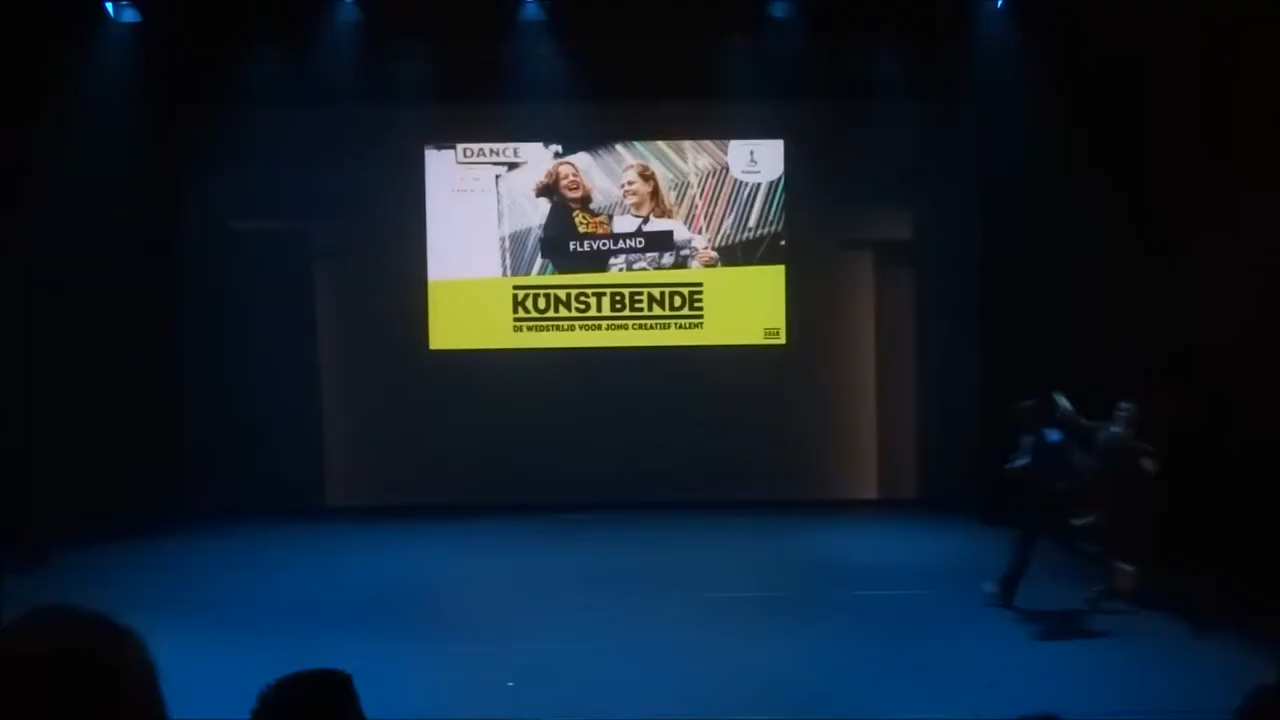 DANCE
FLEVOLAND
KUNSTBENDE
DE WEDSTRIJD VOOR JONG CREATIEF TALENT